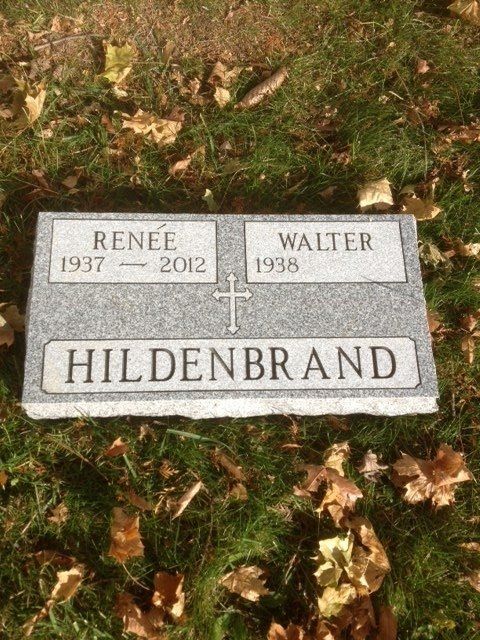 RENÉE
1937 — 2012
WALTER
1938
HILDENBRAND